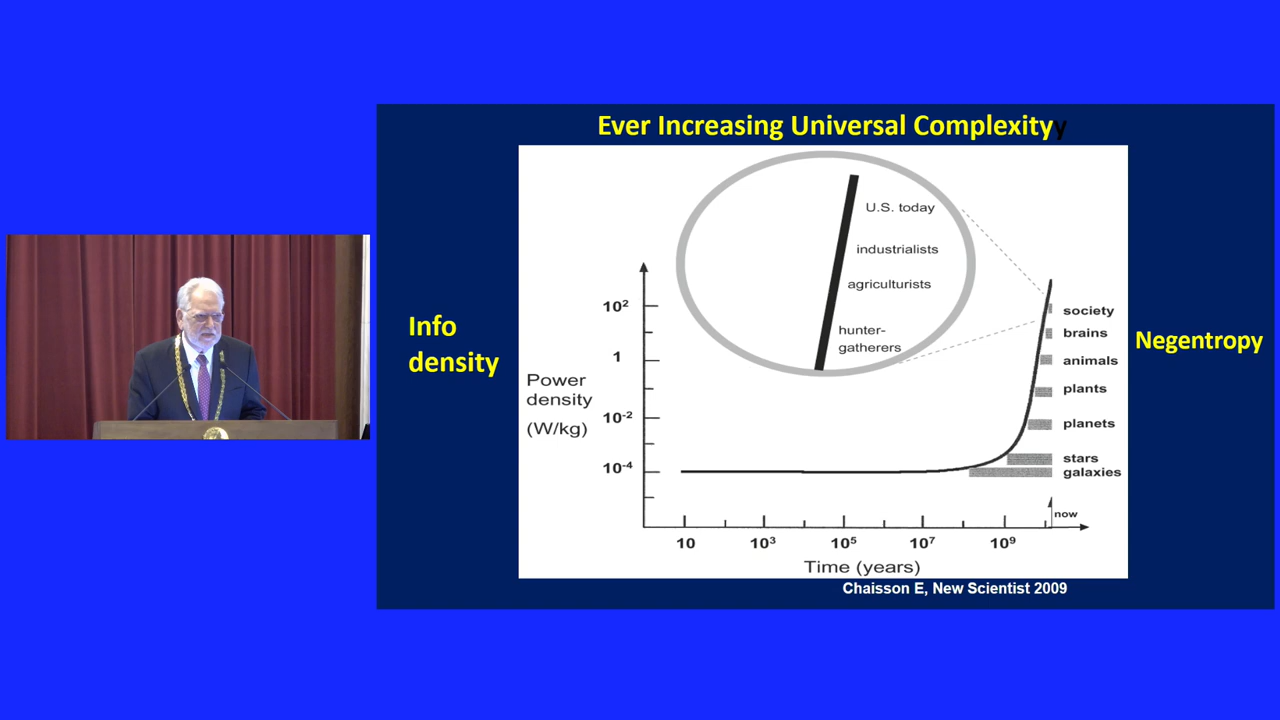 Ever Increasing Universal Complexityy
Info
density
Negentropy
U.S. today
industrialists
agriculturists
hunter-
gatherers
Power
density
(W/kg)
10²
1
10⁻²
10⁻⁴
society
brains
animals
plants
planets
stars
galaxies
now
10
10³
10⁵
10⁷
10⁹
Time (years)
Chaisson E, New Scientist 2009